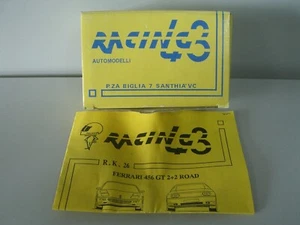 RACING43
AUTOMODELLI
P.ZA BIGLIA 7 SANTHIA' VC
RACING43
R.K. 26
FERRARI 456 GT 2+2 ROAD